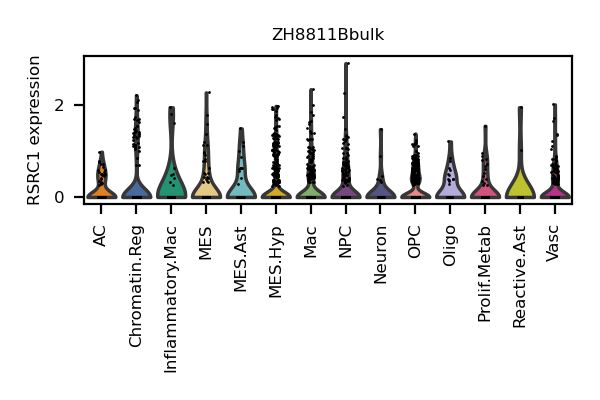 ZH8811Bbulk
RSRC1 expression
2
0
AC
Chromatin.Reg
Inflammatory.Mac
MES
MES.Ast
MES.Hyp
Mac
NPC
Neuron
OPC
Oligo
Prolif.Metab
Reactive.Ast
Vasc